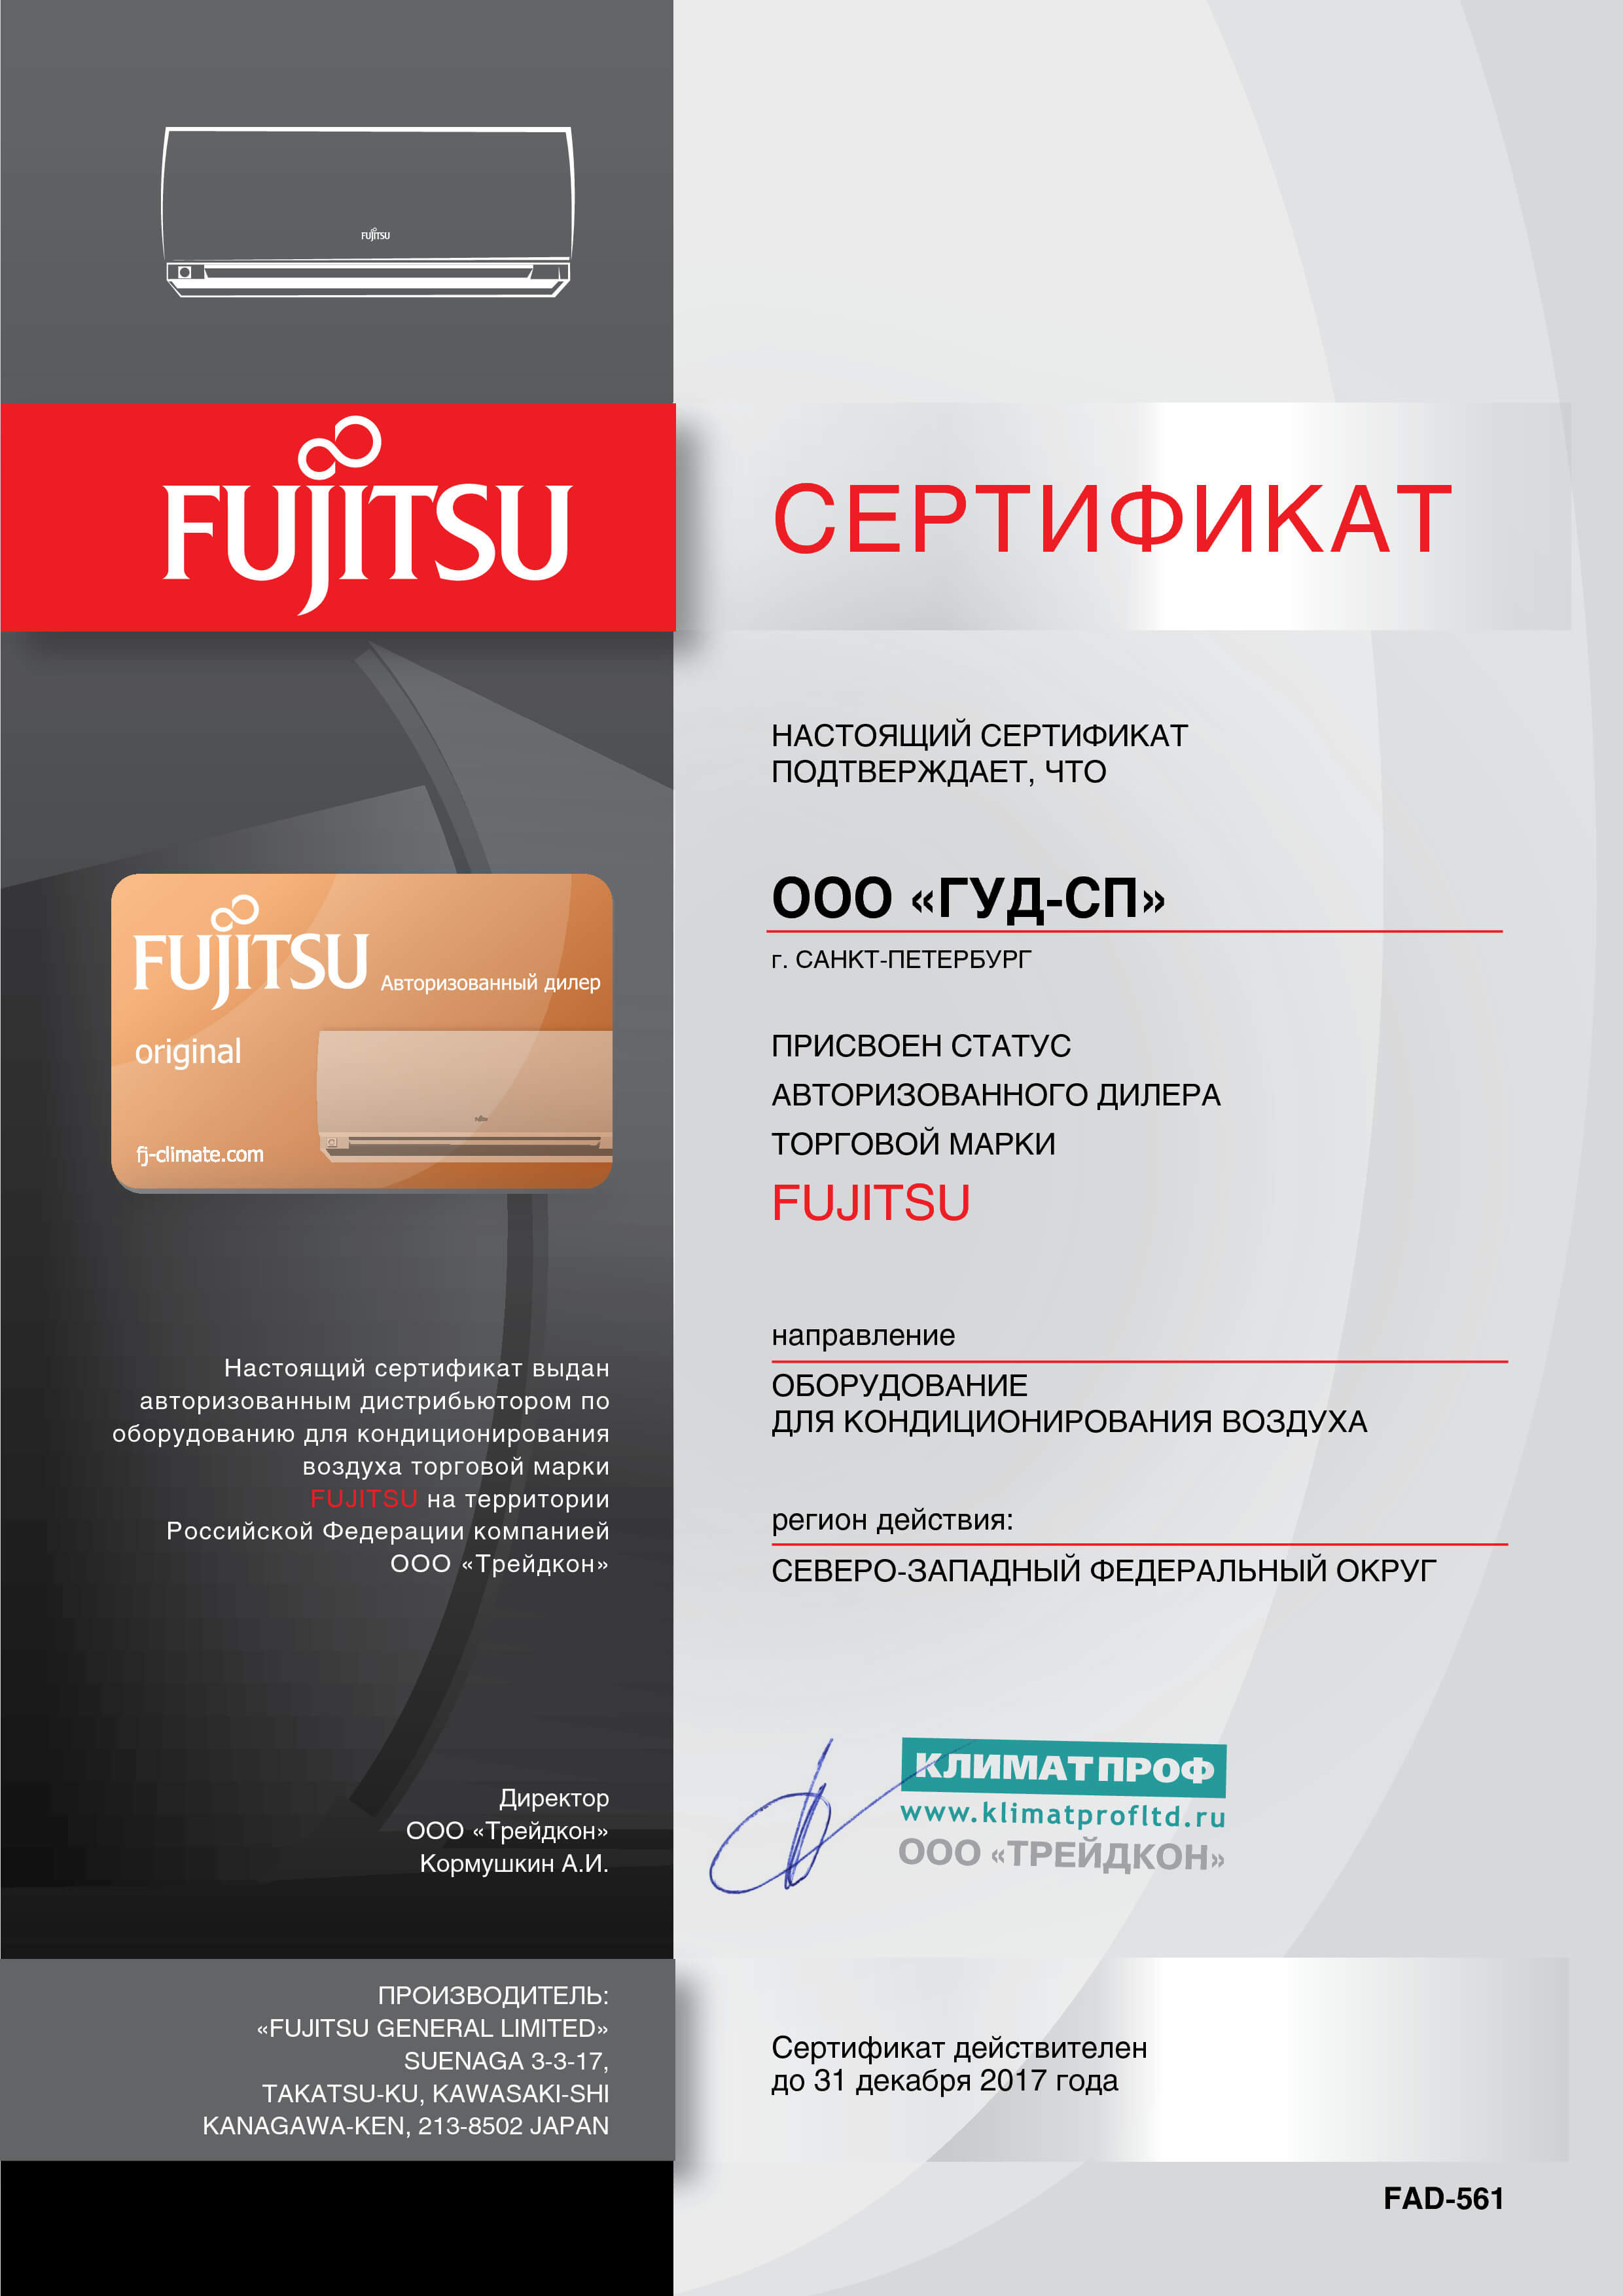 FUJITSU
FUJITSU
СЕРТИФИКАТ
НАСТОЯЩИЙ СЕРТИФИКАТ
ПОДТВЕРЖДАЕТ, ЧТО
ООО «ГУД-СП»
г. САНКТ-ПЕТЕРБУРГ
ПРИСВОЕН СТАТУС
АВТОРИЗОВАННОГО ДИЛЕРА
ТОРГОВОЙ МАРКИ
FUJITSU
направление
ОБОРУДОВАНИЕ
ДЛЯ КОНДИЦИОНИРОВАНИЯ ВОЗДУХА
регион действия:
СЕВЕРО-ЗАПАДНЫЙ ФЕДЕРАЛЬНЫЙ ОКРУГ
FUJITSU Авторизованный дилер
original
fj-climate.com
Настоящий сертификат выдан
авторизованным дистрибьютором по
оборудованию для кондиционирования
воздуха торговой марки
FUJITSU на территории
Российской Федерации компанией
ООО «Трейдкон»
Директор
ООО «Трейдкон»
Кормушкин А.И.
КЛИМАТПРОФ
www.klimatprofltd.ru
ООО «ТРЕЙДКОН»
ПРОИЗВОДИТЕЛЬ:
«FUJITSU GENERAL LIMITED»
SUENAGA 3-3-17,
TAKATSU-KU, KAWASAKI-SHI
KANAGAWA-KEN, 213-8502 JAPAN
Сертификат действителен
до 31 декабря 2017 года
FAD-561